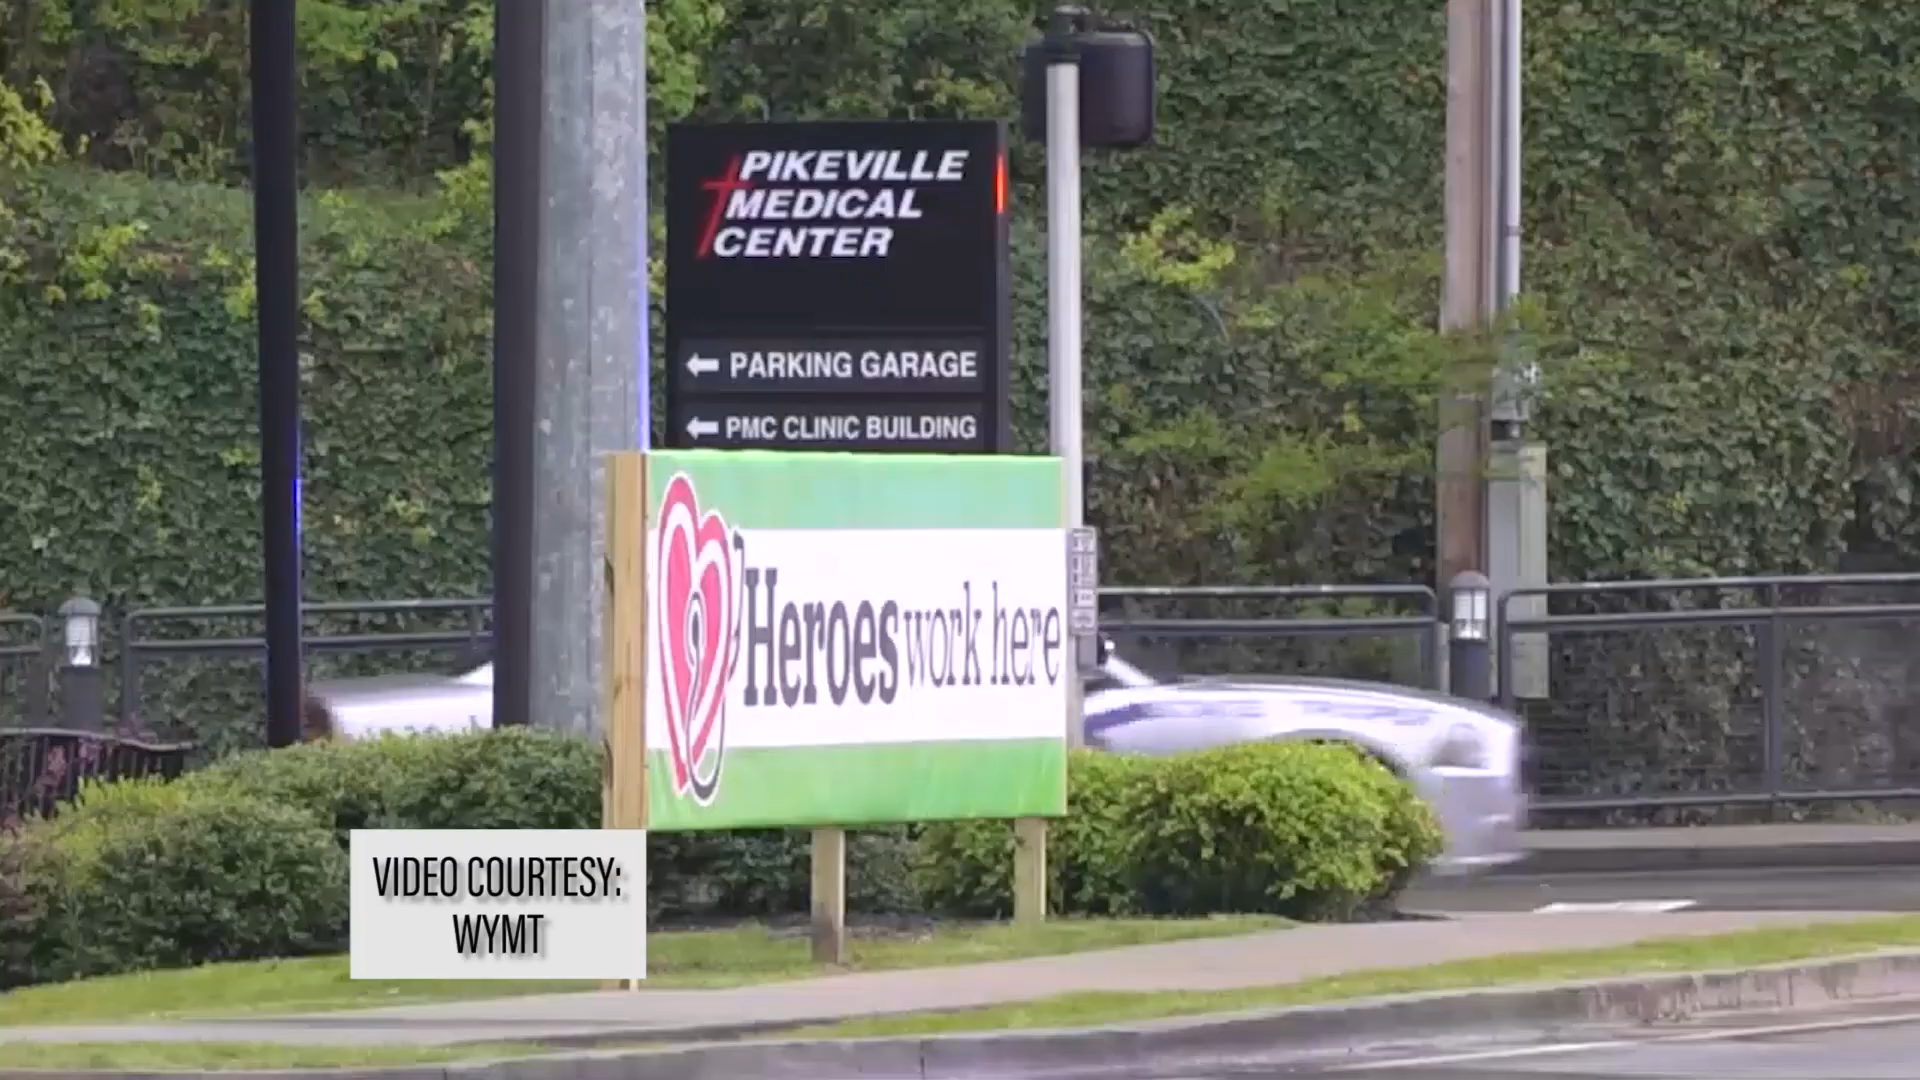 PIKEVILLE
MEDICAL
CENTER
PARKING GARAGE
PMC CLINIC BUILDING
Heroes work here
VIDEO COURTESY:
WYMT